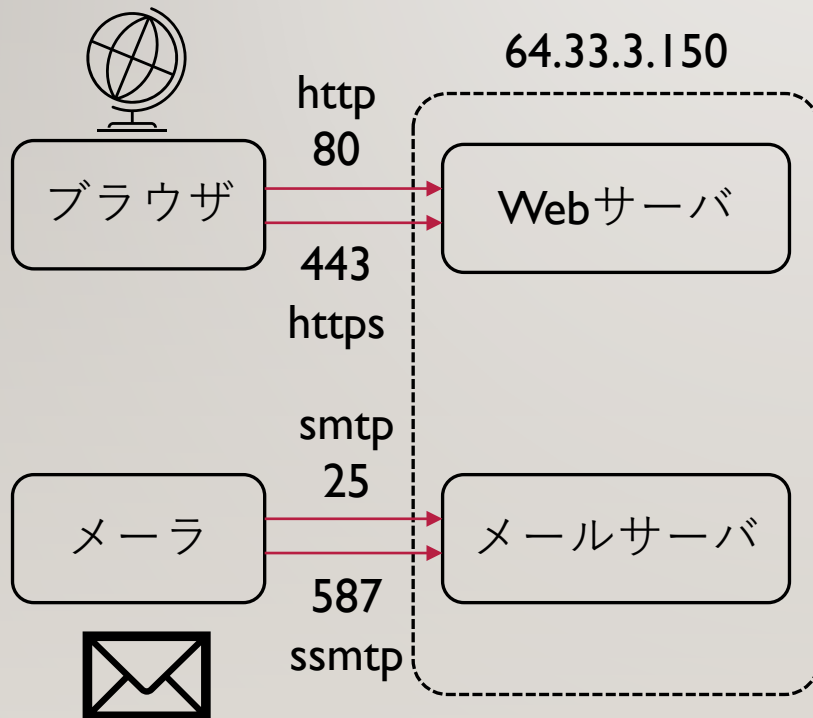 64.33.3.150
http
80
ブラウザ
Webサーバ
443
https
smtp
25
メーラ
メールサーバ
587
ssmtp